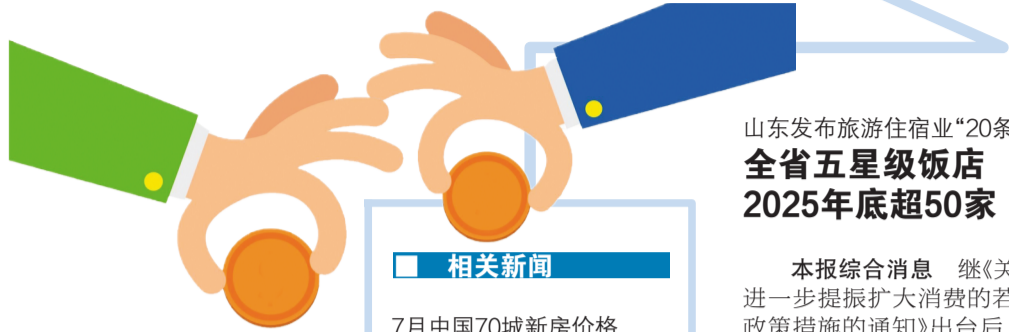 相关新闻
7月中国70城新房价格
山东发布旅游住宿业“20条
全省五星级饭店
2025年底超50家
本报综合消息 继《关
进一步提振扩大消费的若
政策措施的通知》出台后